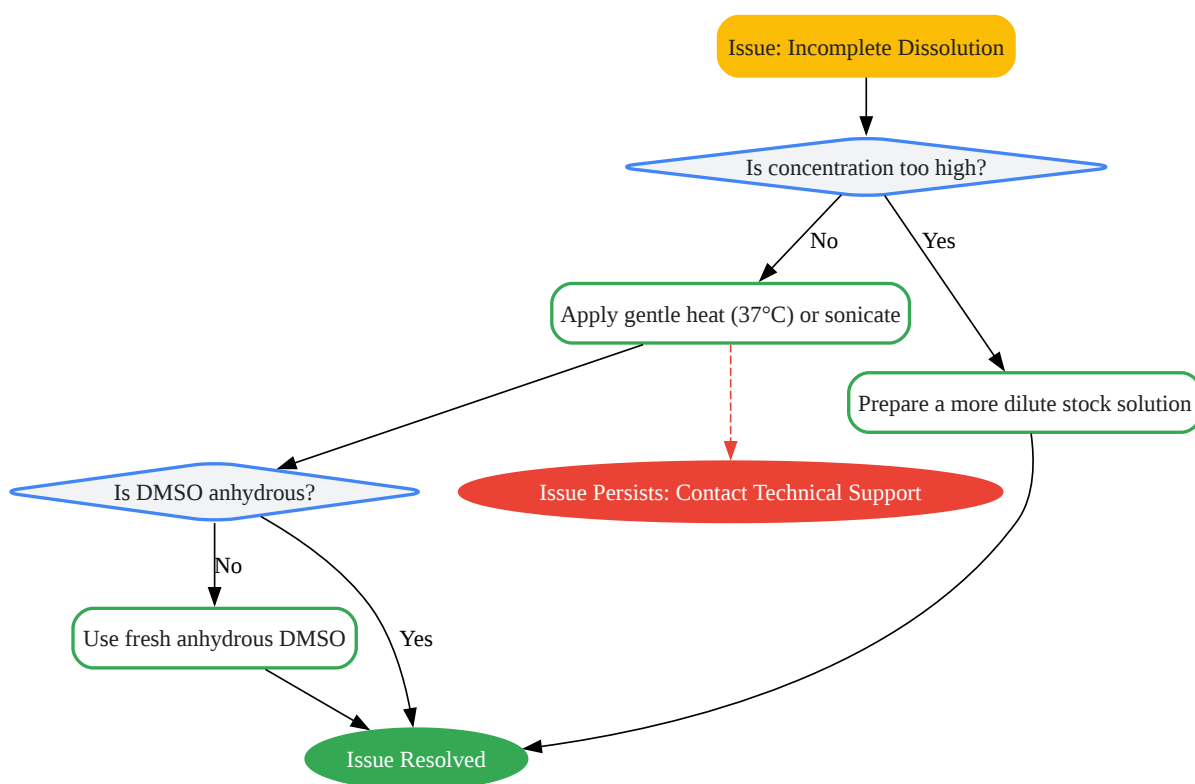 Issue: Incomplete Dissolution
Is concentration too high?
No
Yes
Apply gentle heat (37°C) or sonicate
Prepare a more dilute stock solution
Is DMSO anhydrous?
Issue Persists: Contact Technical Support
No
Use fresh anhydrous DMSO
Yes
Issue Resolved